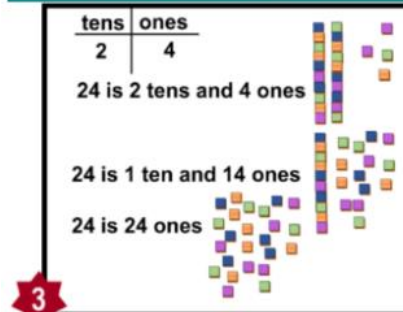 tens ones
2 4
24 is 2 tens and 4 ones
24 is 1 ten and 14 ones
24 is 24 ones
3